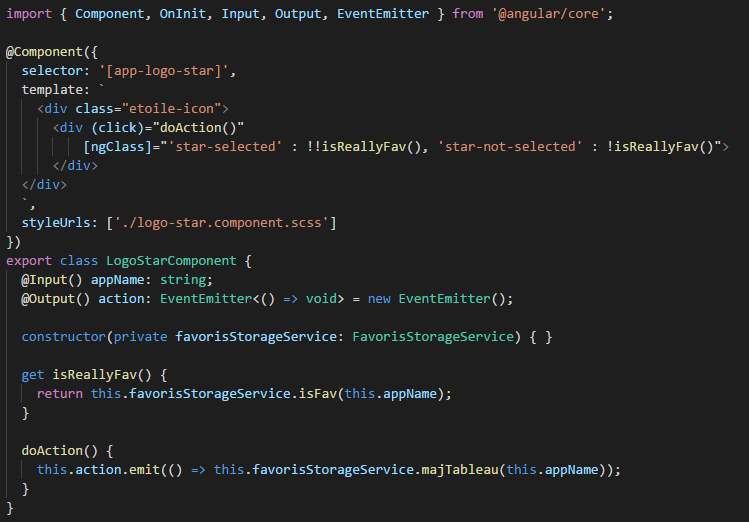 import { Component, OnInit, Input, Output, EventEmitter } from '@angular/core';
@Component({
selector: '[app-logo-star]',
template: `
<div class="etoile-icon">
<div (click)="doAction()"
[ngClass]="'star-selected' : !!isReallyFav(), 'star-not-selected' : !isReallyFav()">
</div>
</div>
`,
styleUrls: ['./logo-star.component.scss']
})
export class LogoStarComponent {
@Input() appName: string;
@Output() action: EventEmitter<() => void> = new EventEmitter();
constructor(private favorisStorageService: FavorisStorageService) { }
get isReallyFav() {
return this.favorisStorageService.isFav(this.appName);
}
doAction() {
this.action.emit(() => this.favorisStorageService.majTableau(this.appName));
}
}